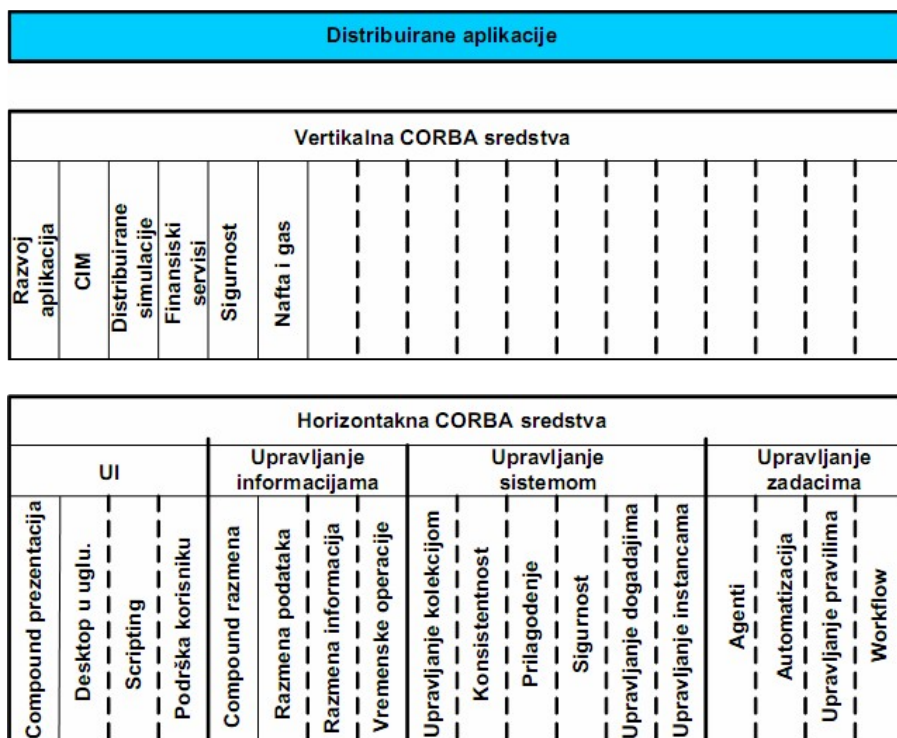 Distribuirane aplikacije
Vertikalna CORBA sredstva
Razvoj
aplikacija
CIM
Distribuirane
simulacije
Finansiski
servisi
Sigurnost
Nafta i gas
Horizontakna CORBA sredstva
UI
Upravljanje
informacijama
Upravljanje
sistemom
Upravljanje
zadacima
Compound prezentacija
Desktop u uglu.
Scripting
Podrška korisniku
Compound razmena
Razmena podataka
Razmena informacija
Vremenske operacije
Upravljanje kolekcijom
Konsistentnost
Prilagodenje
Sigurnost
Upravljanje dogadajima
Upravljanje instancama
Agenti
Automatizacija
Upravljanje pravilima
Workflow